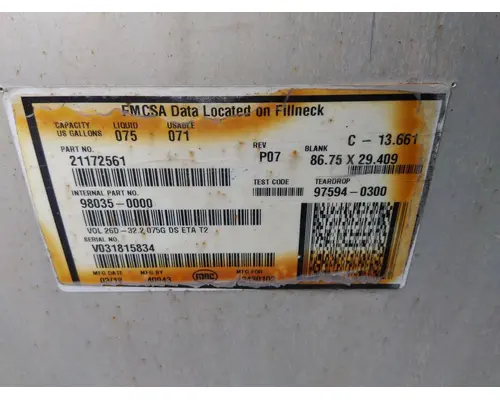 FMCSA Data Located on Fillneck
CAPACITY LIQUID USABLE
US GALLONS 075 071
C - 13.661
PART NO. REV BLANK
21172561 P07 86.75 X 29.409
TEST CODE TEARDROP
97594-0300
INTERNAL PART NO.
98035-0000
VOL 26D-32.2 075G DS ETA T2
SERIAL NO.
V031815834
MFG DATE MFG BY MFG FOR
40943